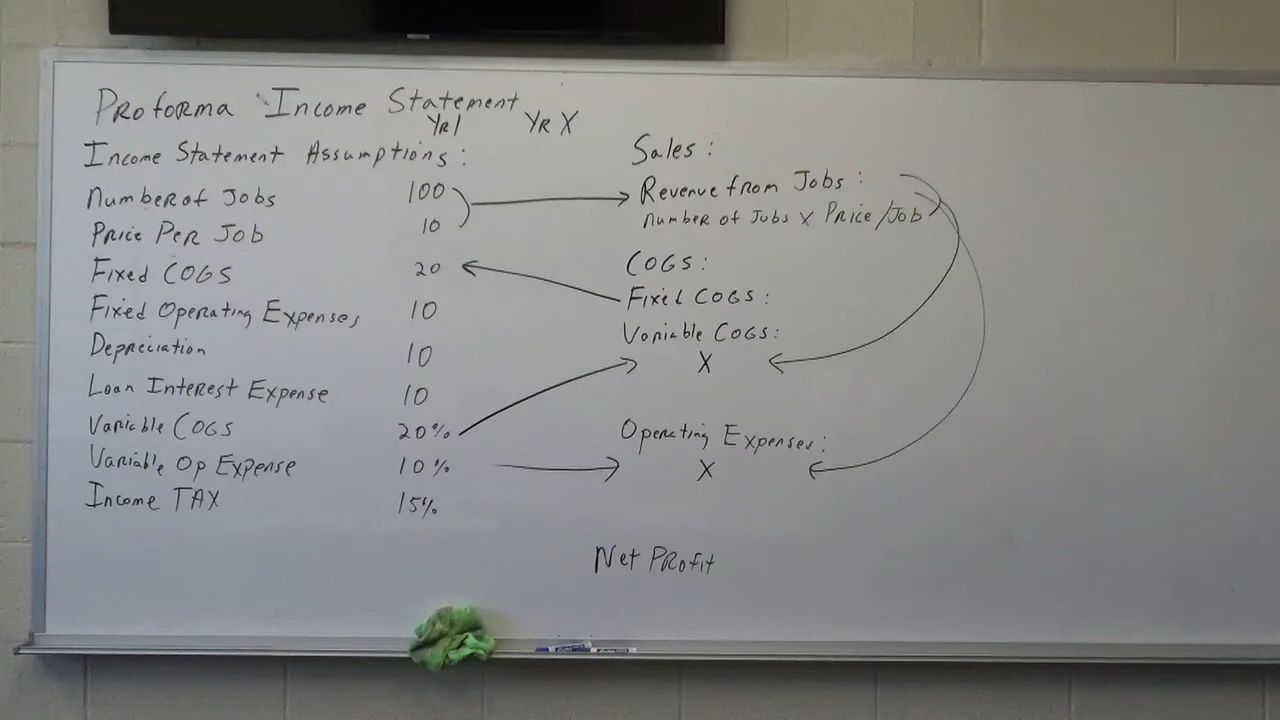 Proforma Income Statement
Yr 1 Yr X
Income Statement Assumptions:
Number of Jobs 100
Price Per Job 10
Fixed COGS 20
Fixed Operating Expenses 10
Depreciation 10
Loan Interest Expense 10
Variable COGS 20%
Variable Op Expense 10%
Income TAX 15%
Sales:
Revenue from Jobs:
Number of Jobs X Price/Job
COGS:
Fixed COGS:
Variable COGS:
X
Operating Expenses:
X
Net Profit